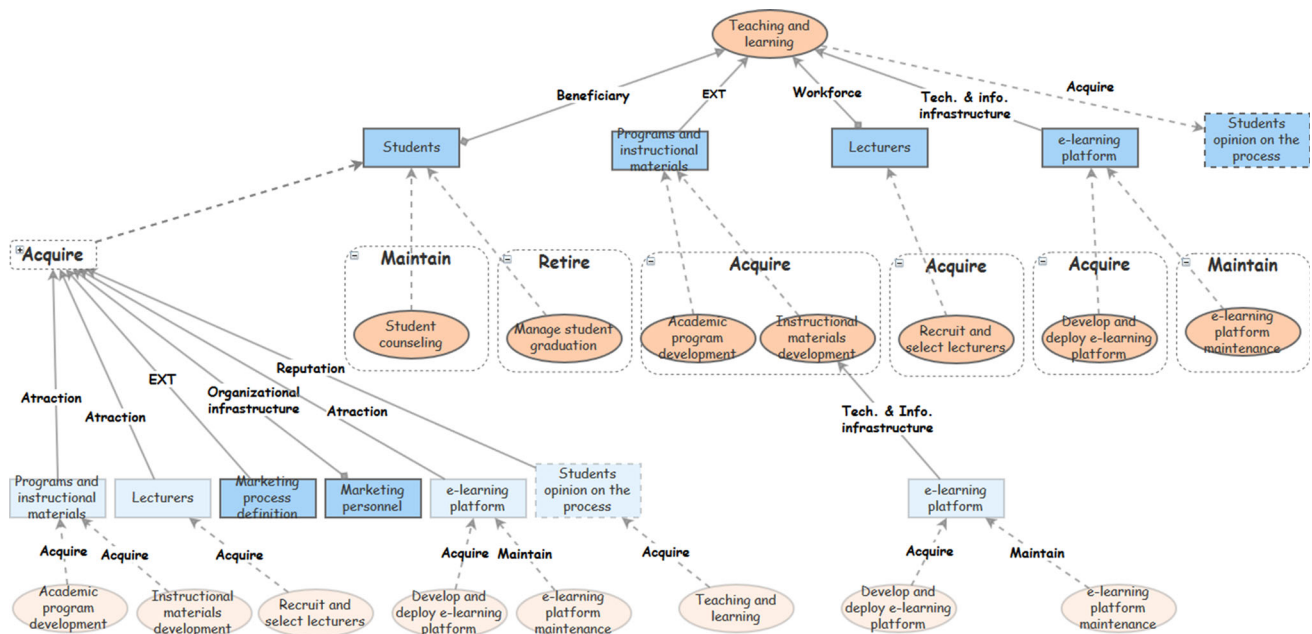 Teaching and
learning
Beneficiary
EXT
Workforce
Tech. & info.
infrastructure
Acquire
Students
Programs and
instructional
materials
Lecturers
e-learning
platform
Students
opinion on the
process
Acquire
Maintain
Retire
Acquire
Acquire
Acquire
Maintain
Student
counseling
Manage student
graduation
Academic
program
development
Instructional
materials
development
Recruit and
select lecturers
Develop and
deploy e-learning
platform
e-learning
platform
maintenance
Atraction
Atraction
EXT
Organizational
infrastructure
Atraction
Reputation
Tech. & Info.
infrastructure
Programs and
instructional
materials
Lecturers
Marketing
process
definition
Marketing
personnel
e-learning
platform
Students
opinion on the
process
e-learning
platform
Acquire
Acquire
Acquire
Acquire
Maintain
Acquire
Acquire
Maintain
Academic
program
development
Instructional
materials
development
Recruit and
select lecturers
Develop and
deploy e-learning
platform
e-learning
platform
maintenance
Teaching and
learning
Develop and
deploy e-learning
platform
e-learning
platform
maintenance